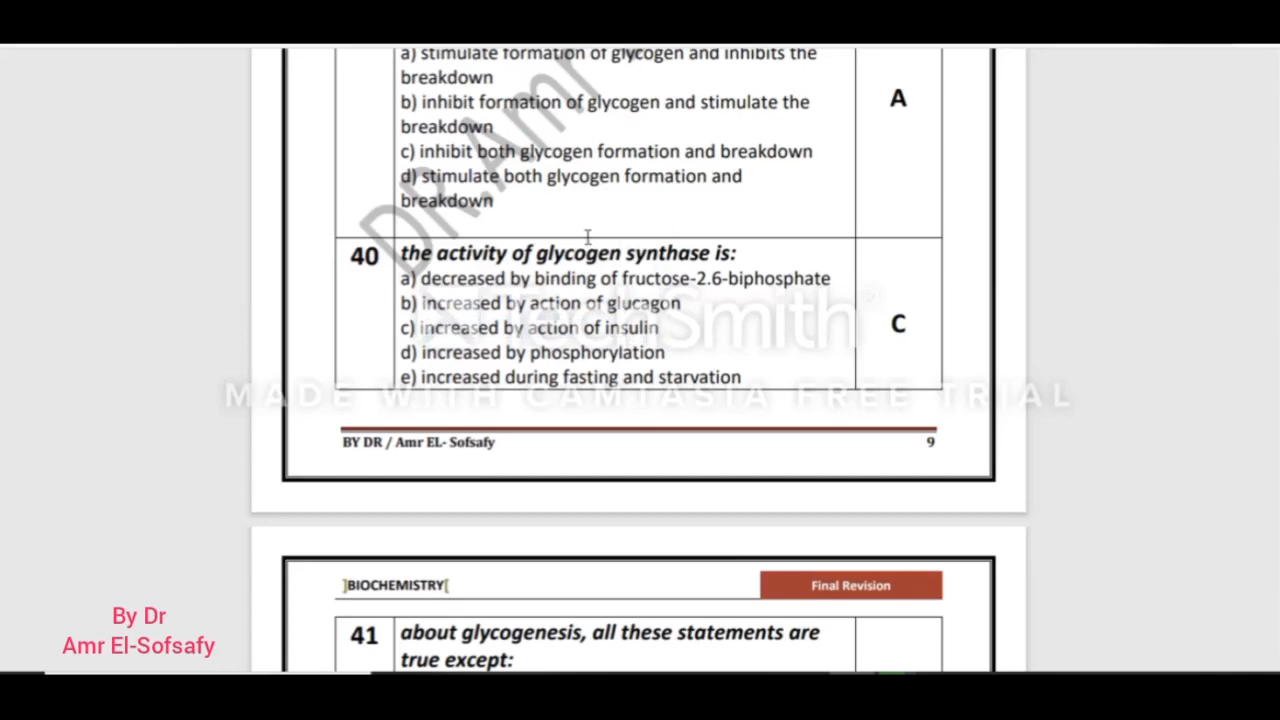 a) stimulate formation of glycogen and inhibits the
breakdown
b) inhibit formation of glycogen and stimulate the
breakdown
c) inhibit both glycogen formation and breakdown
d) stimulate both glycogen formation and
breakdown
A
DR.Amr
40
the activity of glycogen synthase is:
a) decreased by binding of fructose-2.6-biphosphate
b) increased by action of glucagon
c) increased by action of insulin
d) increased by phosphorylation
e) increased during fasting and starvation
C
TechSmith
MADE WITH CAMTASIA FREE TRIAL
BY DR / Amr EL- Sofsafy
9
]BIOCHEMISTRY[
Final Revision
By Dr
Amr El-Sofsafy
41
about glycogenesis, all these statements are
true except: